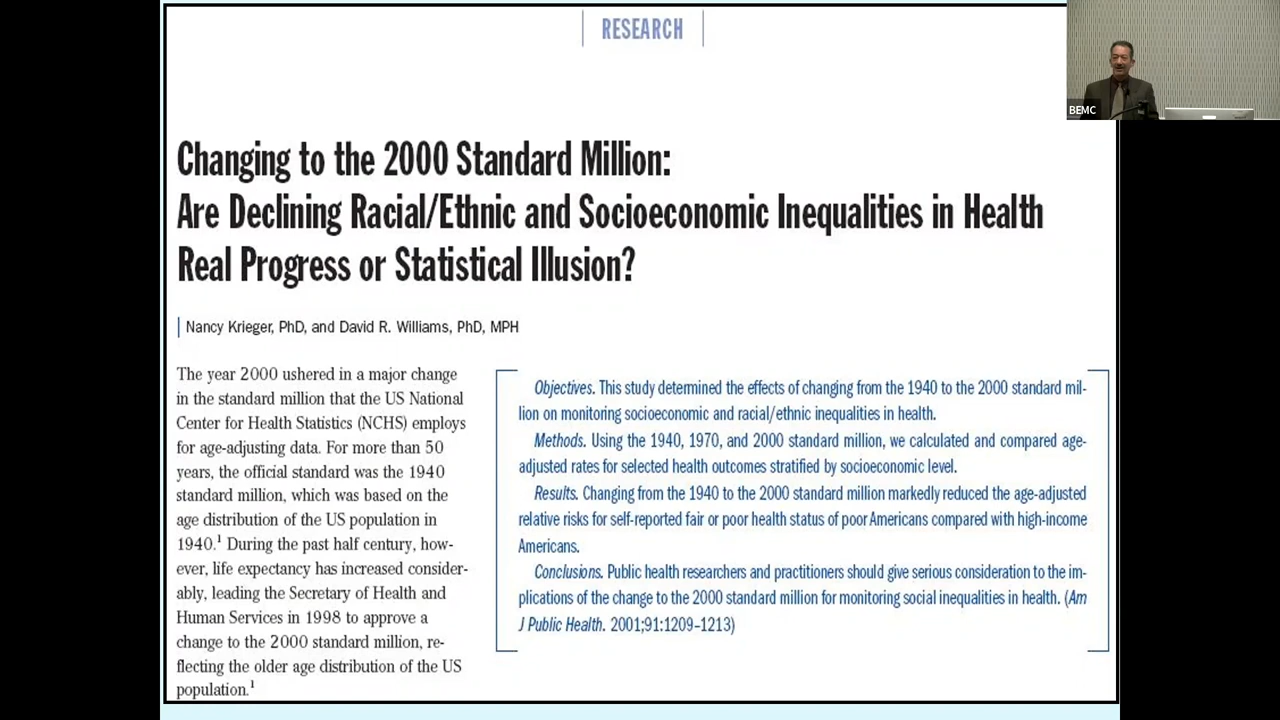 RESEARCH
BEMC
Changing to the 2000 Standard Million:
Are Declining Racial/Ethnic and Socioeconomic Inequalities in Health
Real Progress or Statistical Illusion?
Nancy Krieger, PhD, and David R. Williams, PhD, MPH
The year 2000 ushered in a major change
in the standard million that the US National
Center for Health Statistics (NCHS) employs
for age-adjusting data. For more than 50
years, the official standard was the 1940
standard million, which was based on the
age distribution of the US population in
1940.1 During the past half century, how-
ever, life expectancy has increased consider-
ably, leading the Secretary of Health and
Human Services in 1998 to approve a
change to the 2000 standard million, re-
flecting the older age distribution of the US
population.1
Objectives. This study determined the effects of changing from the 1940 to the 2000 standard mil-
lion on monitoring socioeconomic and racial/ethnic inequalities in health.
Methods. Using the 1940, 1970, and 2000 standard million, we calculated and compared age-
adjusted rates for selected health outcomes stratified by socioeconomic level.
Results. Changing from the 1940 to the 2000 standard million markedly reduced the age-adjusted
relative risks for self-reported fair or poor health status of poor Americans compared with high-income
Americans.
Conclusions. Public health researchers and practitioners should give serious consideration to the im-
plications of the change to the 2000 standard million for monitoring social inequalities in health. (Am
J Public Health. 2001;91:1209–1213)